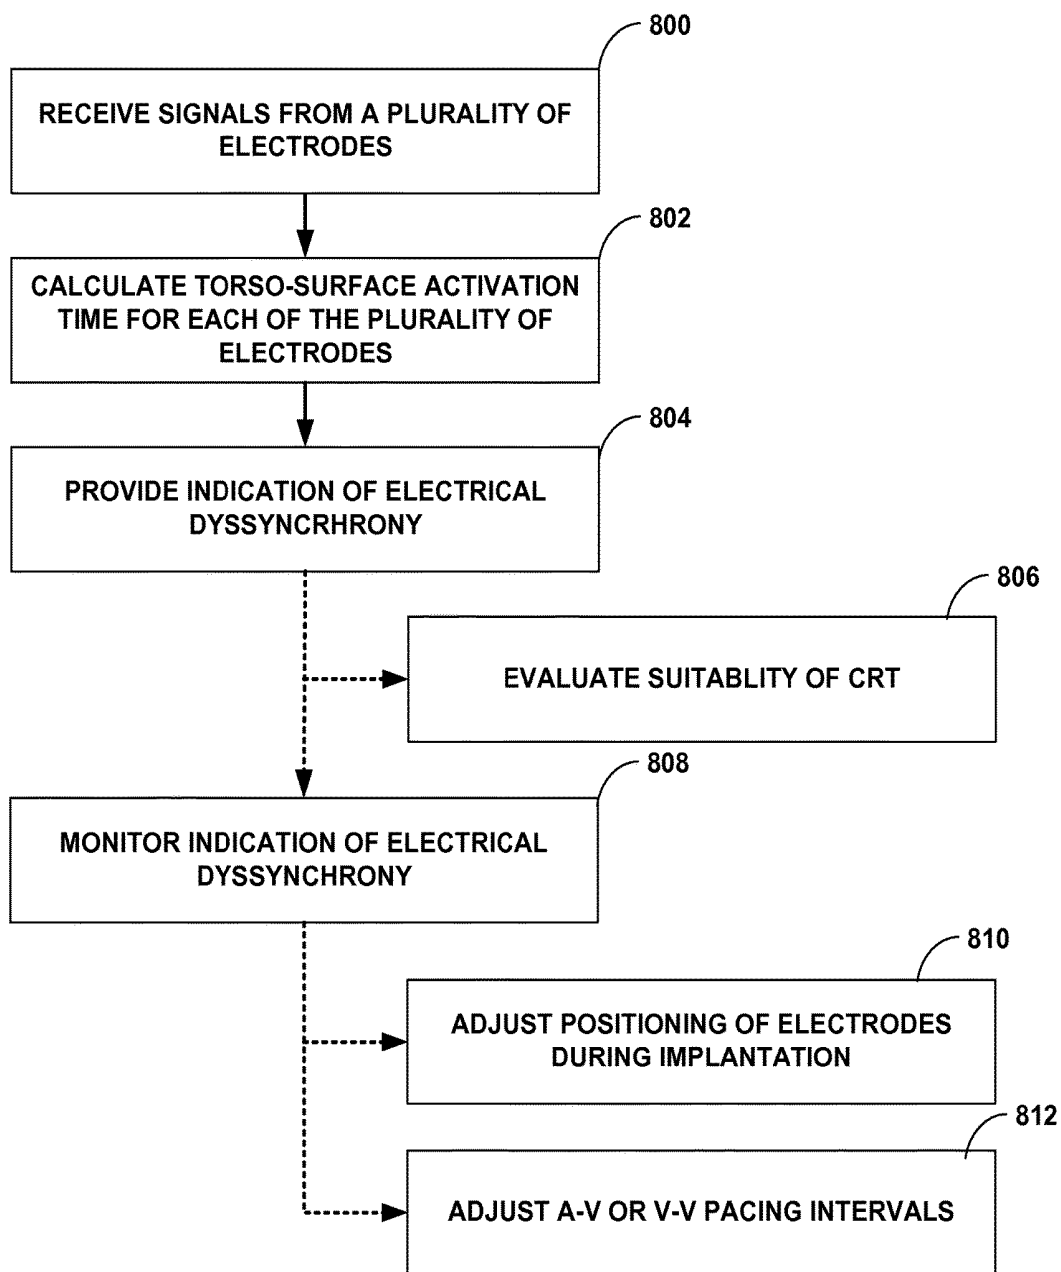 800
RECEIVE SIGNALS FROM A PLURALITY OF
ELECTRODES
802
CALCULATE TORSO-SURFACE ACTIVATION
TIME FOR EACH OF THE PLURALITY OF
ELECTRODES
804
PROVIDE INDICATION OF ELECTRICAL
DYSSYNCRHRONY
806
EVALUATE SUITABLITY OF CRT
808
MONITOR INDICATION OF ELECTRICAL
DYSSYNCHRONY
810
ADJUST POSITIONING OF ELECTRODES
DURING IMPLANTATION
812
ADJUST A-V OR V-V PACING INTERVALS